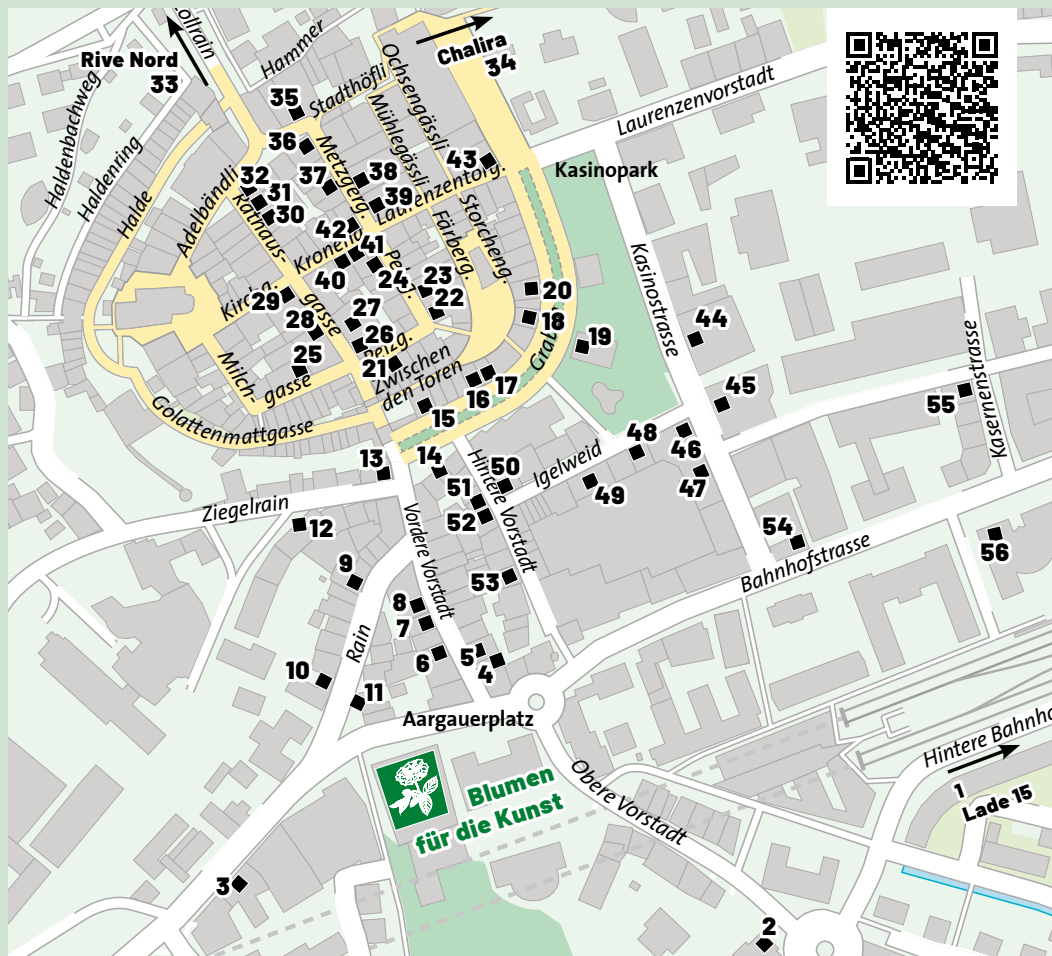 Zollrain
Rive Nord
33
Hammer
Stadthöfli
Ochsengässli
Chalira
34
Laurenzenvorstadt
Haldenbachweg
Haldenring
Halde
Adelbändli
35
36
Mühlegässli
Metzgerg.
37
38
43
Laurenzentorg.
39
Kasinopark
32
31
30
Rathaus-
gasse
42
Kroneng.
41
40
Pelzg.
24
Färberg.
Storcheng.
23
22
20
18
19
Graben
Kasinostrasse
44
Kirchg.
29
28
27
26
Pelzg.
21
25
Milch-
gasse
Zwischen
den Toren
17
16
15
Golattenmattgasse
45
55
Kasernenstrasse
13
14
Hintere Vorstadt
50
51
52
Igelweid
48
49
46
47
Ziegelrain
12
Vordere Vorstadt
54
Bahnhofstrasse
56
9
53
8
7
6
5
4
Rain
10
11
Aargauerplatz
Blumen
für die Kunst
Obere Vorstadt
Hintere Bahnho
1
Lade 15
3
2